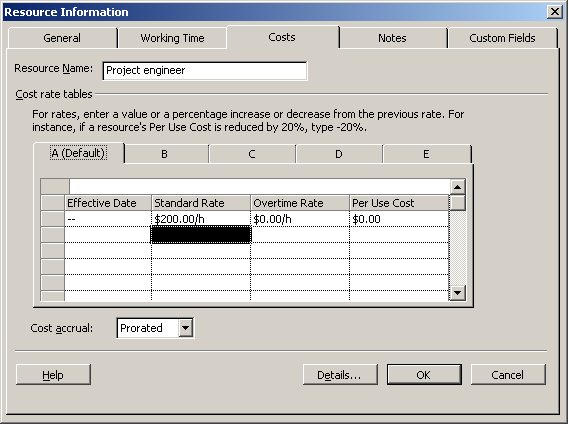 Resource Information
General Working Time Costs Notes Custom Fields
Resource Name: Project engineer
Cost rate tables
For rates, enter a value or a percentage increase or decrease from the previous rate. For
instance, if a resource's Per Use Cost is reduced by 20%, type -20%.
A (Default) B C D E
Effective Date Standard Rate Overtime Rate Per Use Cost
-- $200.00/h $0.00/h $0.00
Cost accrual: Prorated
Help Details... OK Cancel